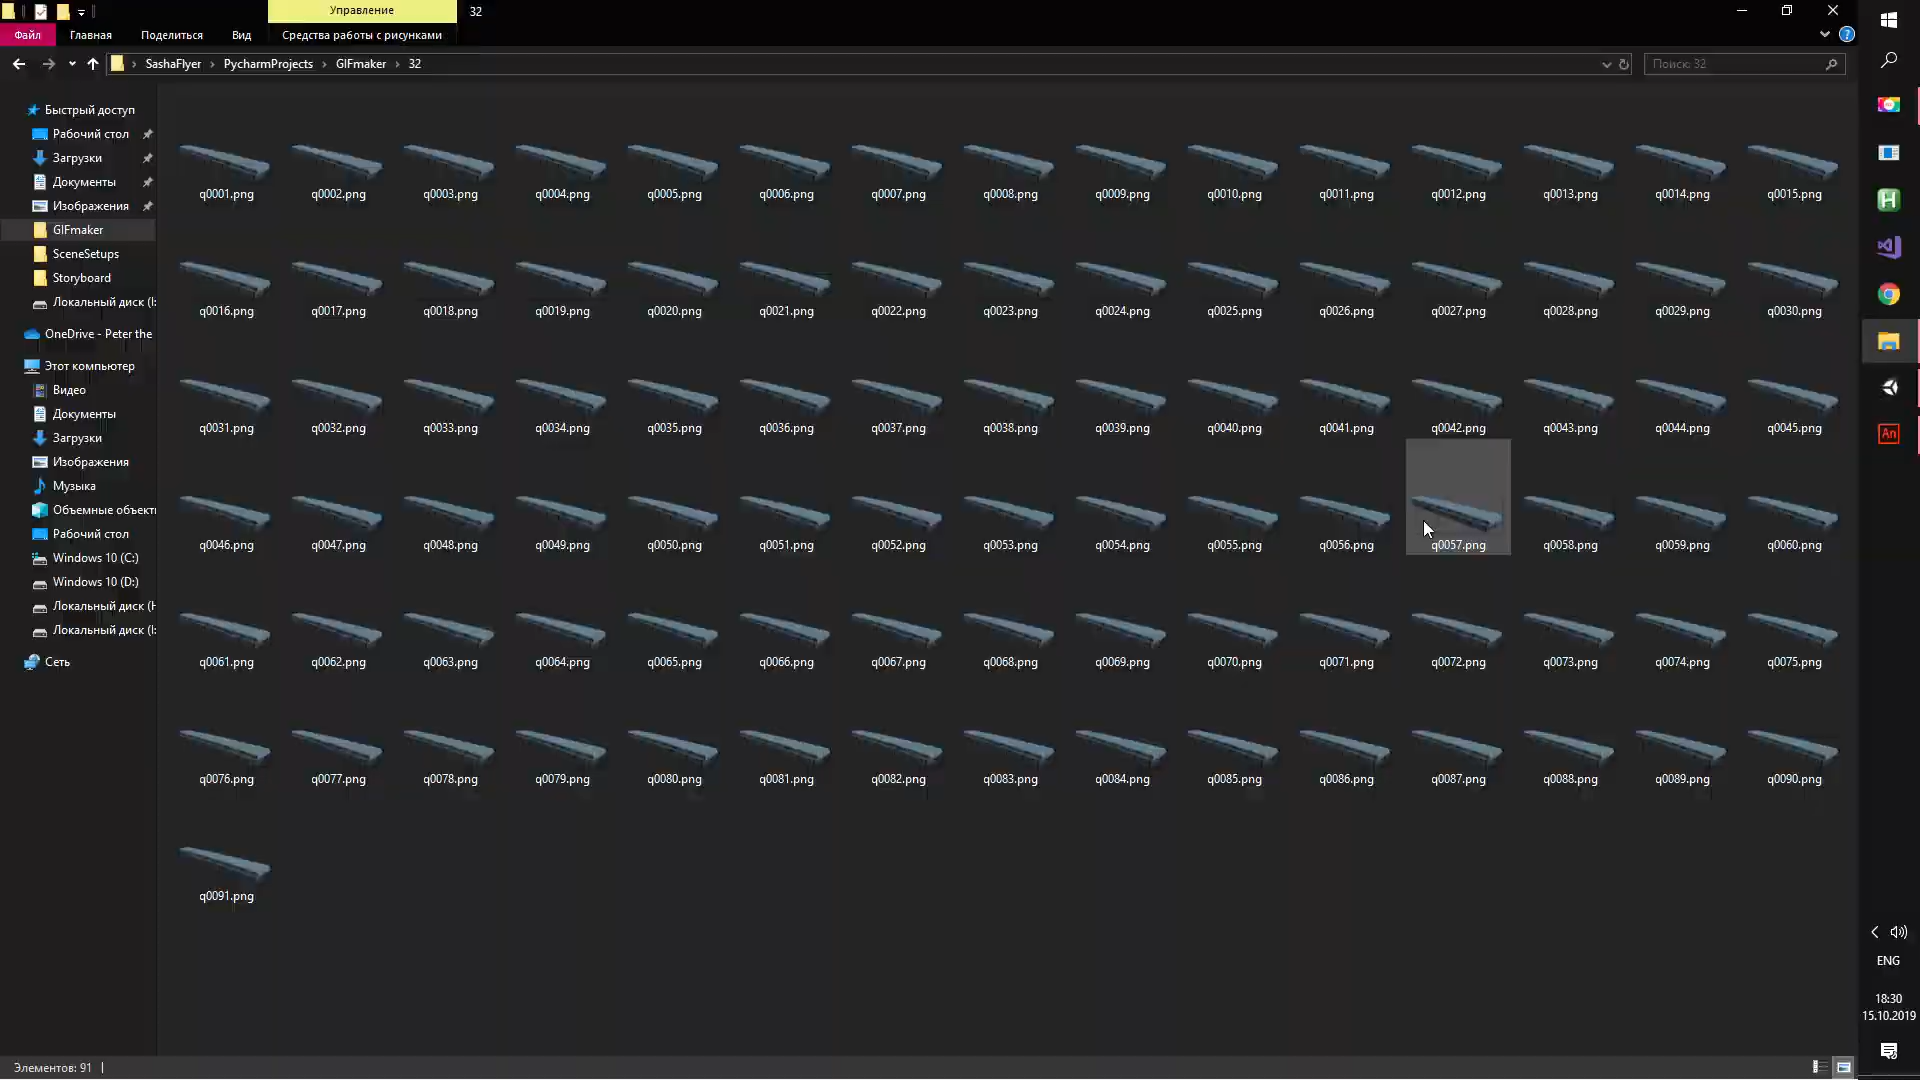 Управление
32
Файл
Главная
Поделиться
Вид
Средства работы с рисунками
SashaFlyer
PycharmProjects
GIFmaker
32
Поиск: 32
Быстрый доступ
Рабочий стол
Загрузки
Документы
Изображения
GIFmaker
SceneSetups
Storyboard
Локальный диск (I:
OneDrive - Peter the
Этот компьютер
Видео
Документы
Загрузки
Изображения
Музыка
Объемные объект
Рабочий стол
Windows 10 (C:)
Windows 10 (D:)
Локальный диск (H
Локальный диск (I:
Сеть
q0001.png q0002.png q0003.png q0004.png q0005.png q0006.png q0007.png q0008.png q0009.png q0010.png q0011.png q0012.png q0013.png q0014.png q0015.png
q0016.png q0017.png q0018.png q0019.png q0020.png q0021.png q0022.png q0023.png q0024.png q0025.png q0026.png q0027.png q0028.png q0029.png q0030.png
q0031.png q0032.png q0033.png q0034.png q0035.png q0036.png q0037.png q0038.png q0039.png q0040.png q0041.png q0042.png q0043.png q0044.png q0045.png
q0046.png q0047.png q0048.png q0049.png q0050.png q0051.png q0052.png q0053.png q0054.png q0055.png q0056.png q0057.png q0058.png q0059.png q0060.png
q0061.png q0062.png q0063.png q0064.png q0065.png q0066.png q0067.png q0068.png q0069.png q0070.png q0071.png q0072.png q0073.png q0074.png q0075.png
q0076.png q0077.png q0078.png q0079.png q0080.png q0081.png q0082.png q0083.png q0084.png q0085.png q0086.png q0087.png q0088.png q0089.png q0090.png
q0091.png
H
An
ENG
18:30
15.10.2019
Элементов: 91